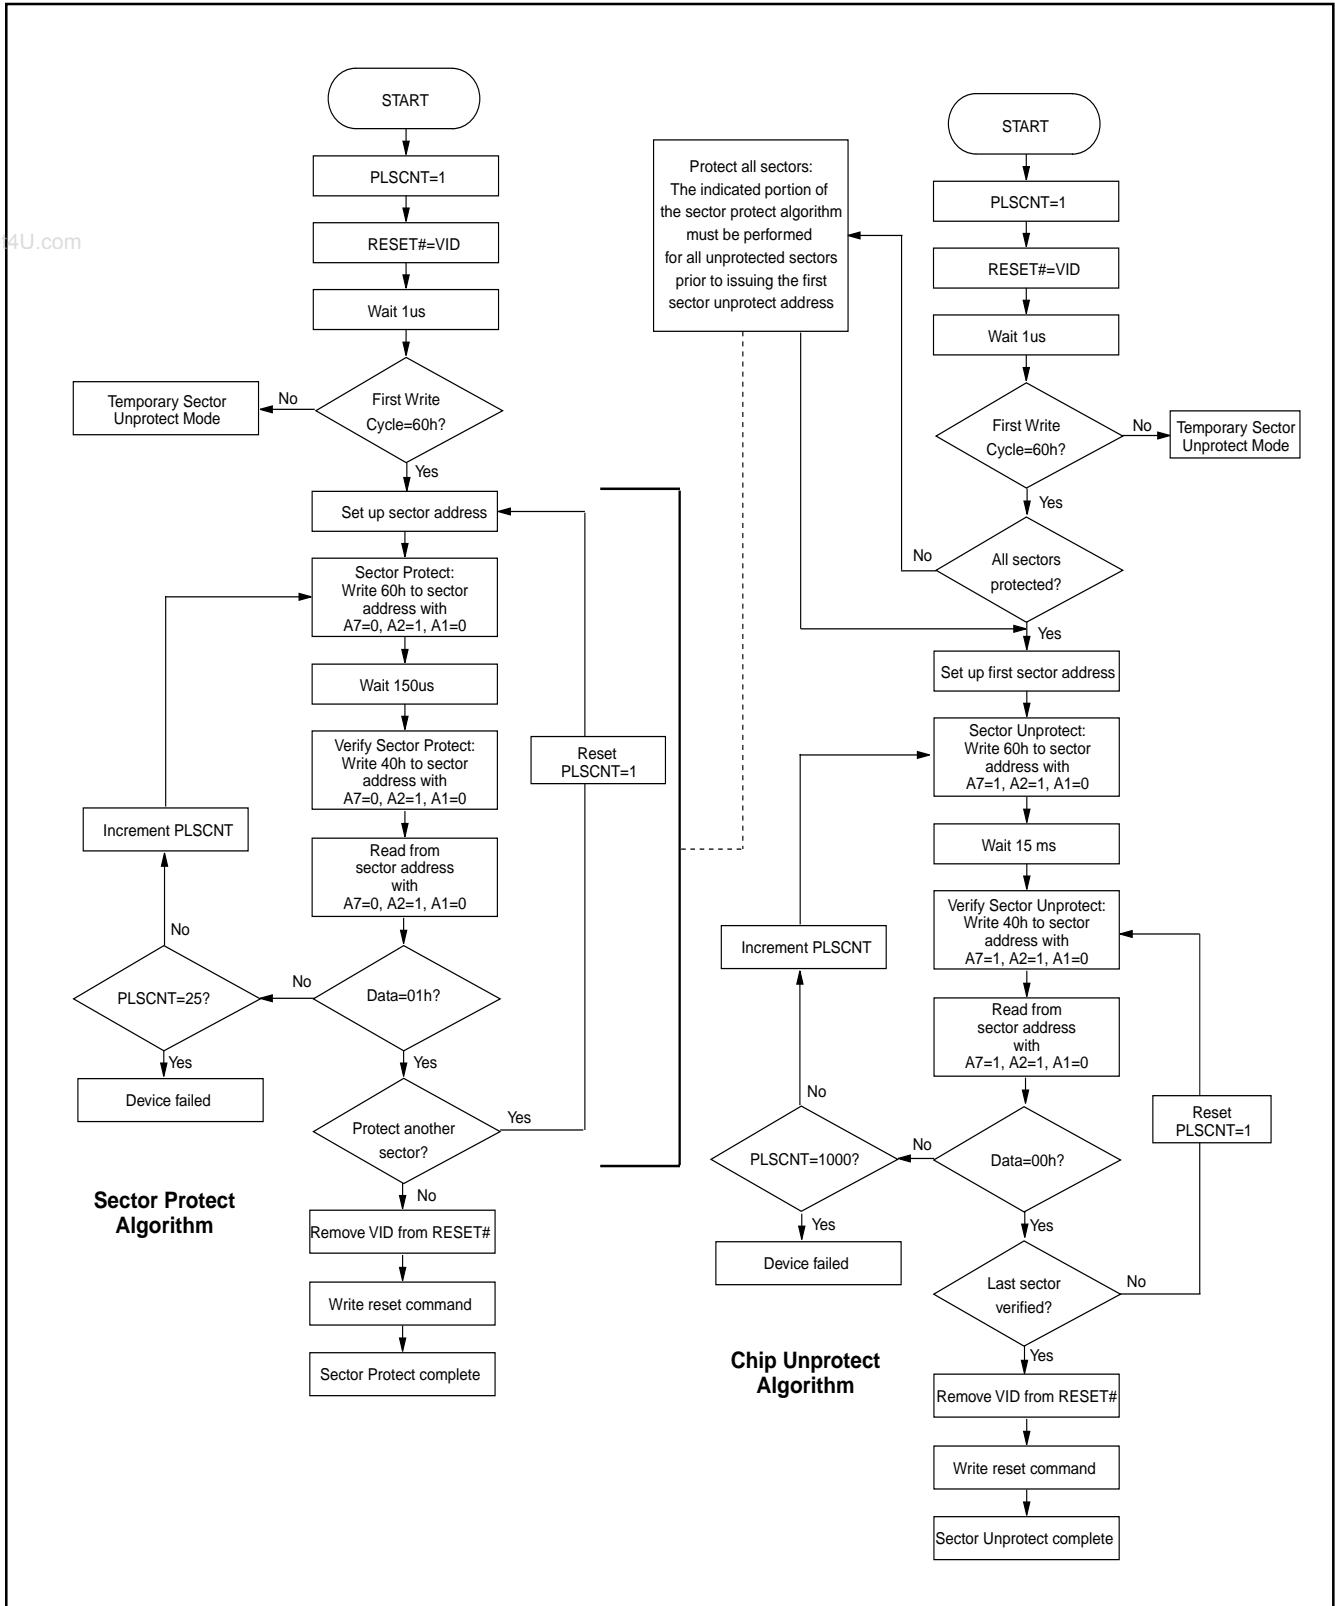 t4U.com
START
PLSCNT=1
RESET#=VID
Wait 1us
First Write
Cycle=60h?
No
Temporary Sector
Unprotect Mode
Yes
Set up sector address
Sector Protect:
Write 60h to sector
address with
A7=0, A2=1, A1=0
Wait 150us
Verify Sector Protect:
Write 40h to sector
address with
A7=0, A2=1, A1=0
Read from
sector address
with
A7=0, A2=1, A1=0
Reset
PLSCNT=1
Increment PLSCNT
No
PLSCNT=25?
No
Data=01h?
Yes
Device failed
Yes
Protect another
sector?
Yes
No
Remove VID from RESET#
Write reset command
Sector Protect complete
Sector Protect
Algorithm
Protect all sectors:
The indicated portion of
the sector protect algorithm
must be performed
for all unprotected sectors
prior to issuing the first
sector unprotect address
START
PLSCNT=1
RESET#=VID
Wait 1us
First Write
Cycle=60h?
No
Temporary Sector
Unprotect Mode
Yes
No
All sectors
protected?
Yes
Set up first sector address
Sector Unprotect:
Write 60h to sector
address with
A7=1, A2=1, A1=0
Wait 15 ms
Verify Sector Unprotect:
Write 40h to sector
address with
A7=1, A2=1, A1=0
Read from
sector address
with
A7=1, A2=1, A1=0
Increment PLSCNT
No
PLSCNT=1000?
No
Data=00h?
Reset
PLSCNT=1
Yes
Device failed
Yes
Last sector
verified?
No
Yes
Remove VID from RESET#
Write reset command
Sector Unprotect complete
Chip Unprotect
Algorithm